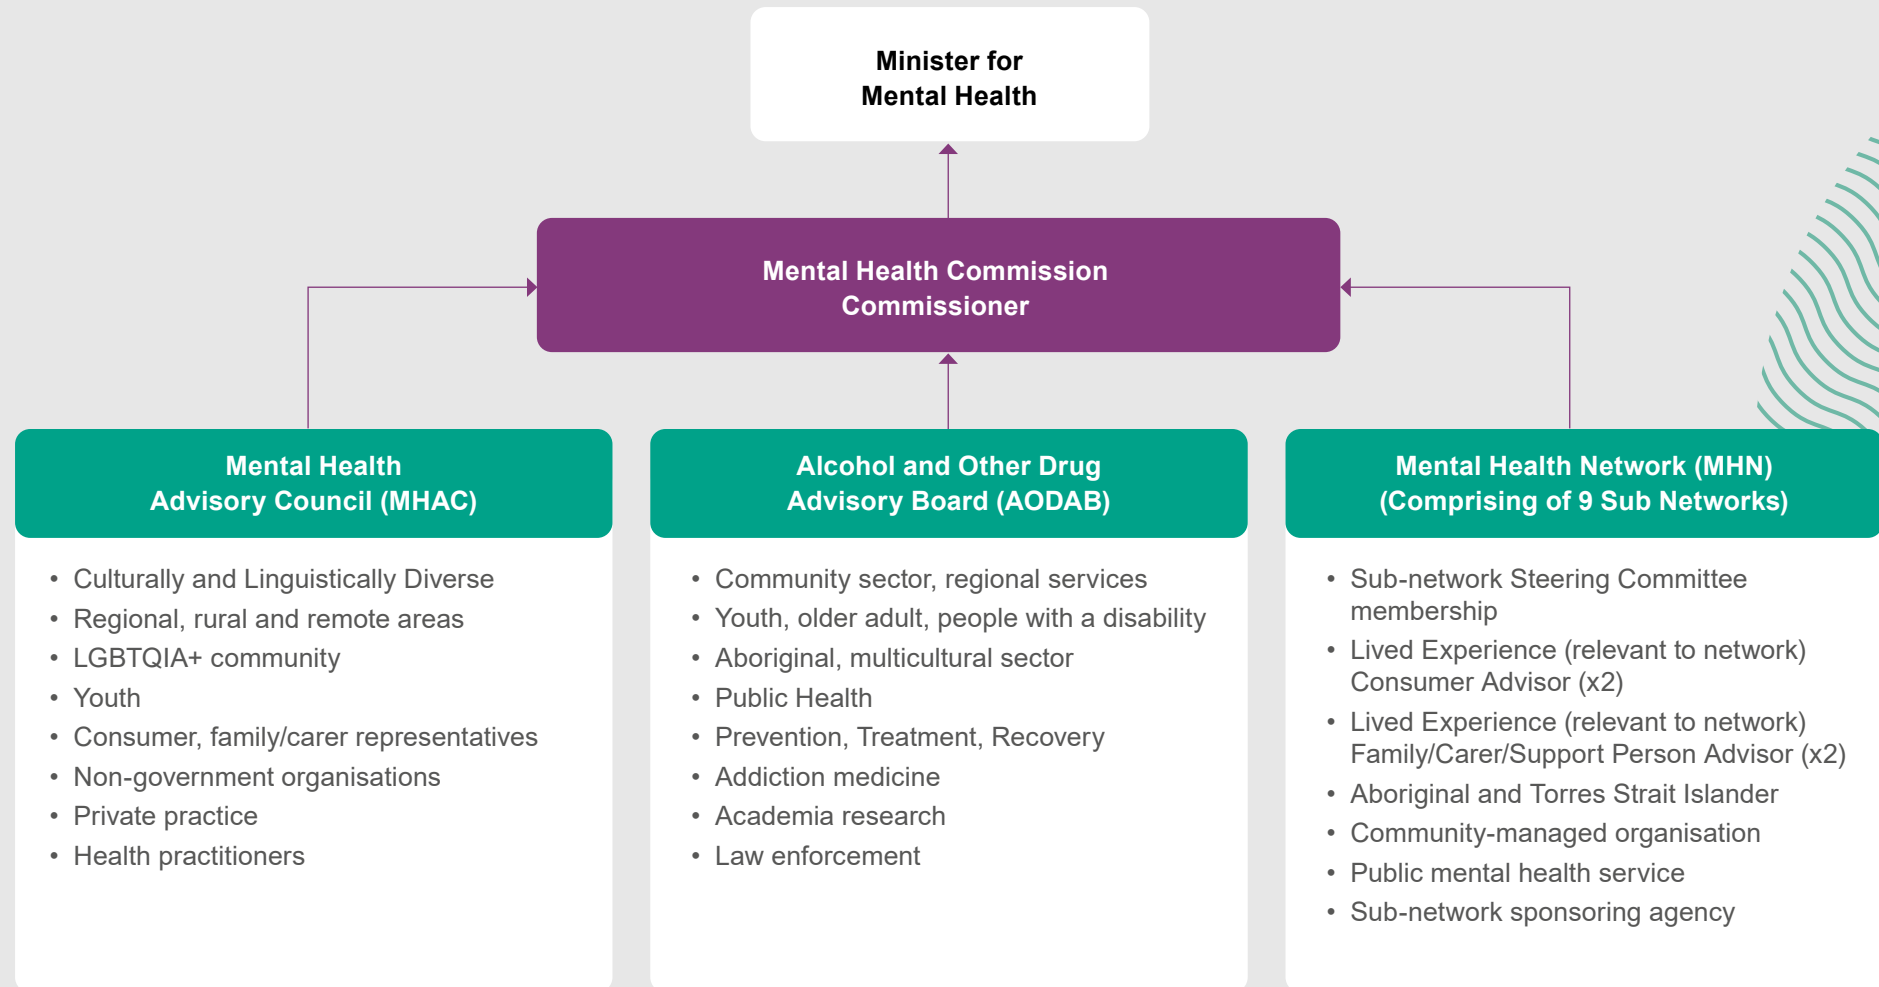 Minister for
Mental Health
Mental Health Commission
Commissioner
Mental Health
Advisory Council (MHAC)
• Culturally and Linguistically Diverse
• Regional, rural and remote areas
• LGBTQIA+ community
• Youth
• Consumer, family/carer representatives
• Non-government organisations
• Private practice
• Health practitioners
Alcohol and Other Drug
Advisory Board (AODAB)
• Community sector, regional services
• Youth, older adult, people with a disability
• Aboriginal, multicultural sector
• Public Health
• Prevention, Treatment, Recovery
• Addiction medicine
• Academia research
• Law enforcement
Mental Health Network (MHN)
(Comprising of 9 Sub Networks)
• Sub-network Steering Committee
membership
• Lived Experience (relevant to network)
Consumer Advisor (x2)
• Lived Experience (relevant to network)
Family/Carer/Support Person Advisor (x2)
• Aboriginal and Torres Strait Islander
• Community-managed organisation
• Public mental health service
• Sub-network sponsoring agency